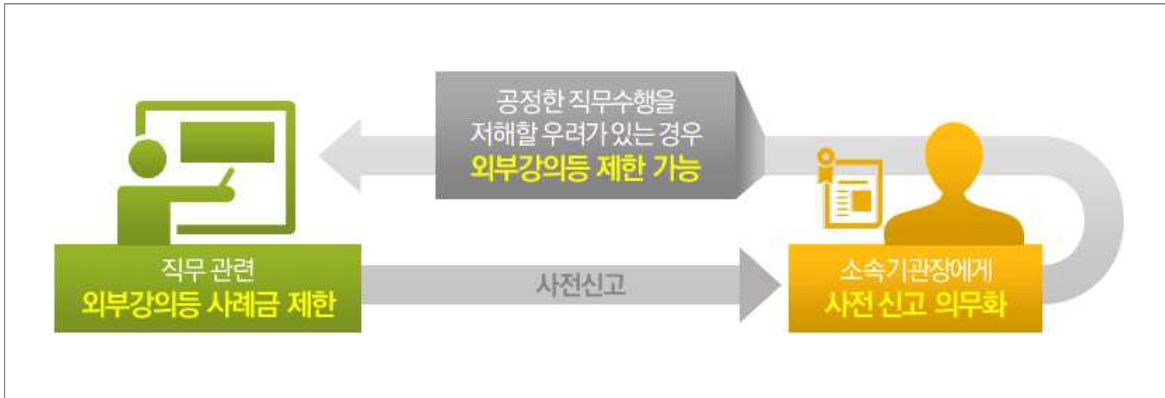 공정한 직무수행을
저해할 우려가 있는 경우
외부강의등 제한 가능
직무 관련
외부강의등 사례금 제한
사전신고
소속기관장에게
사전 신고 의무화